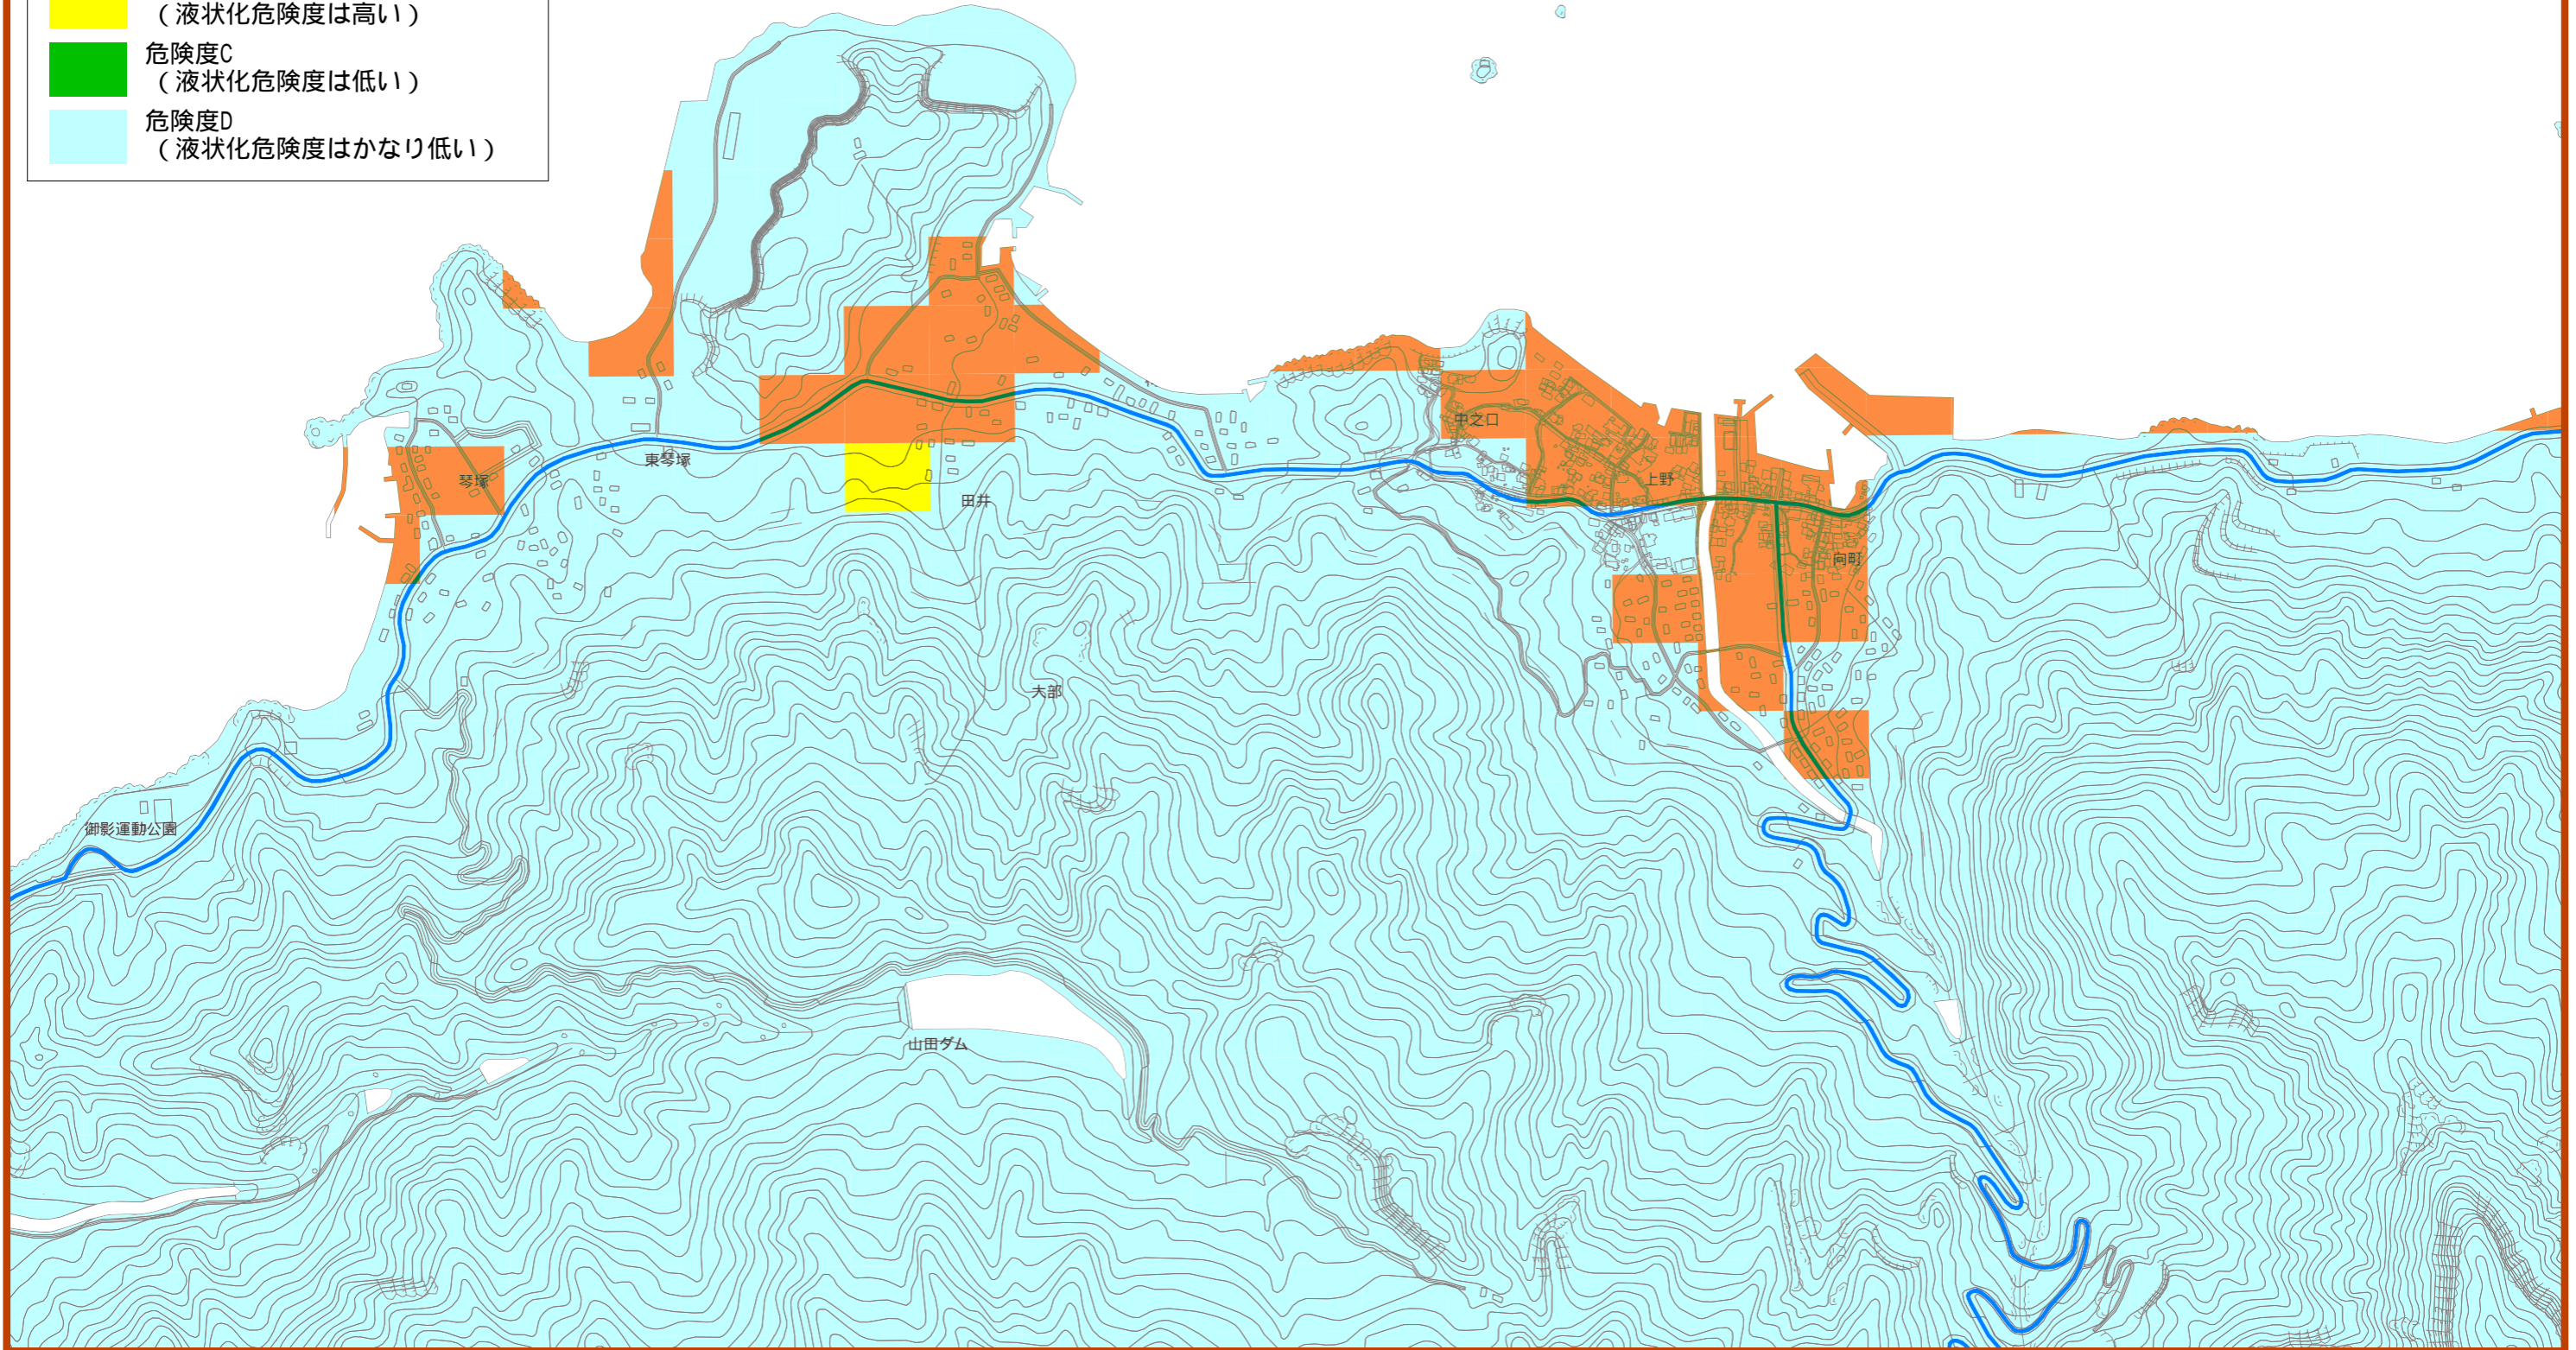 （液状化危険度は高い）
危険度C
（液状化危険度は低い）
危険度D
（液状化危険度はかなり低い）
中之口
東琴塚
琴塚
上野
田井
向町
大部
御影運動公園
山田ダム